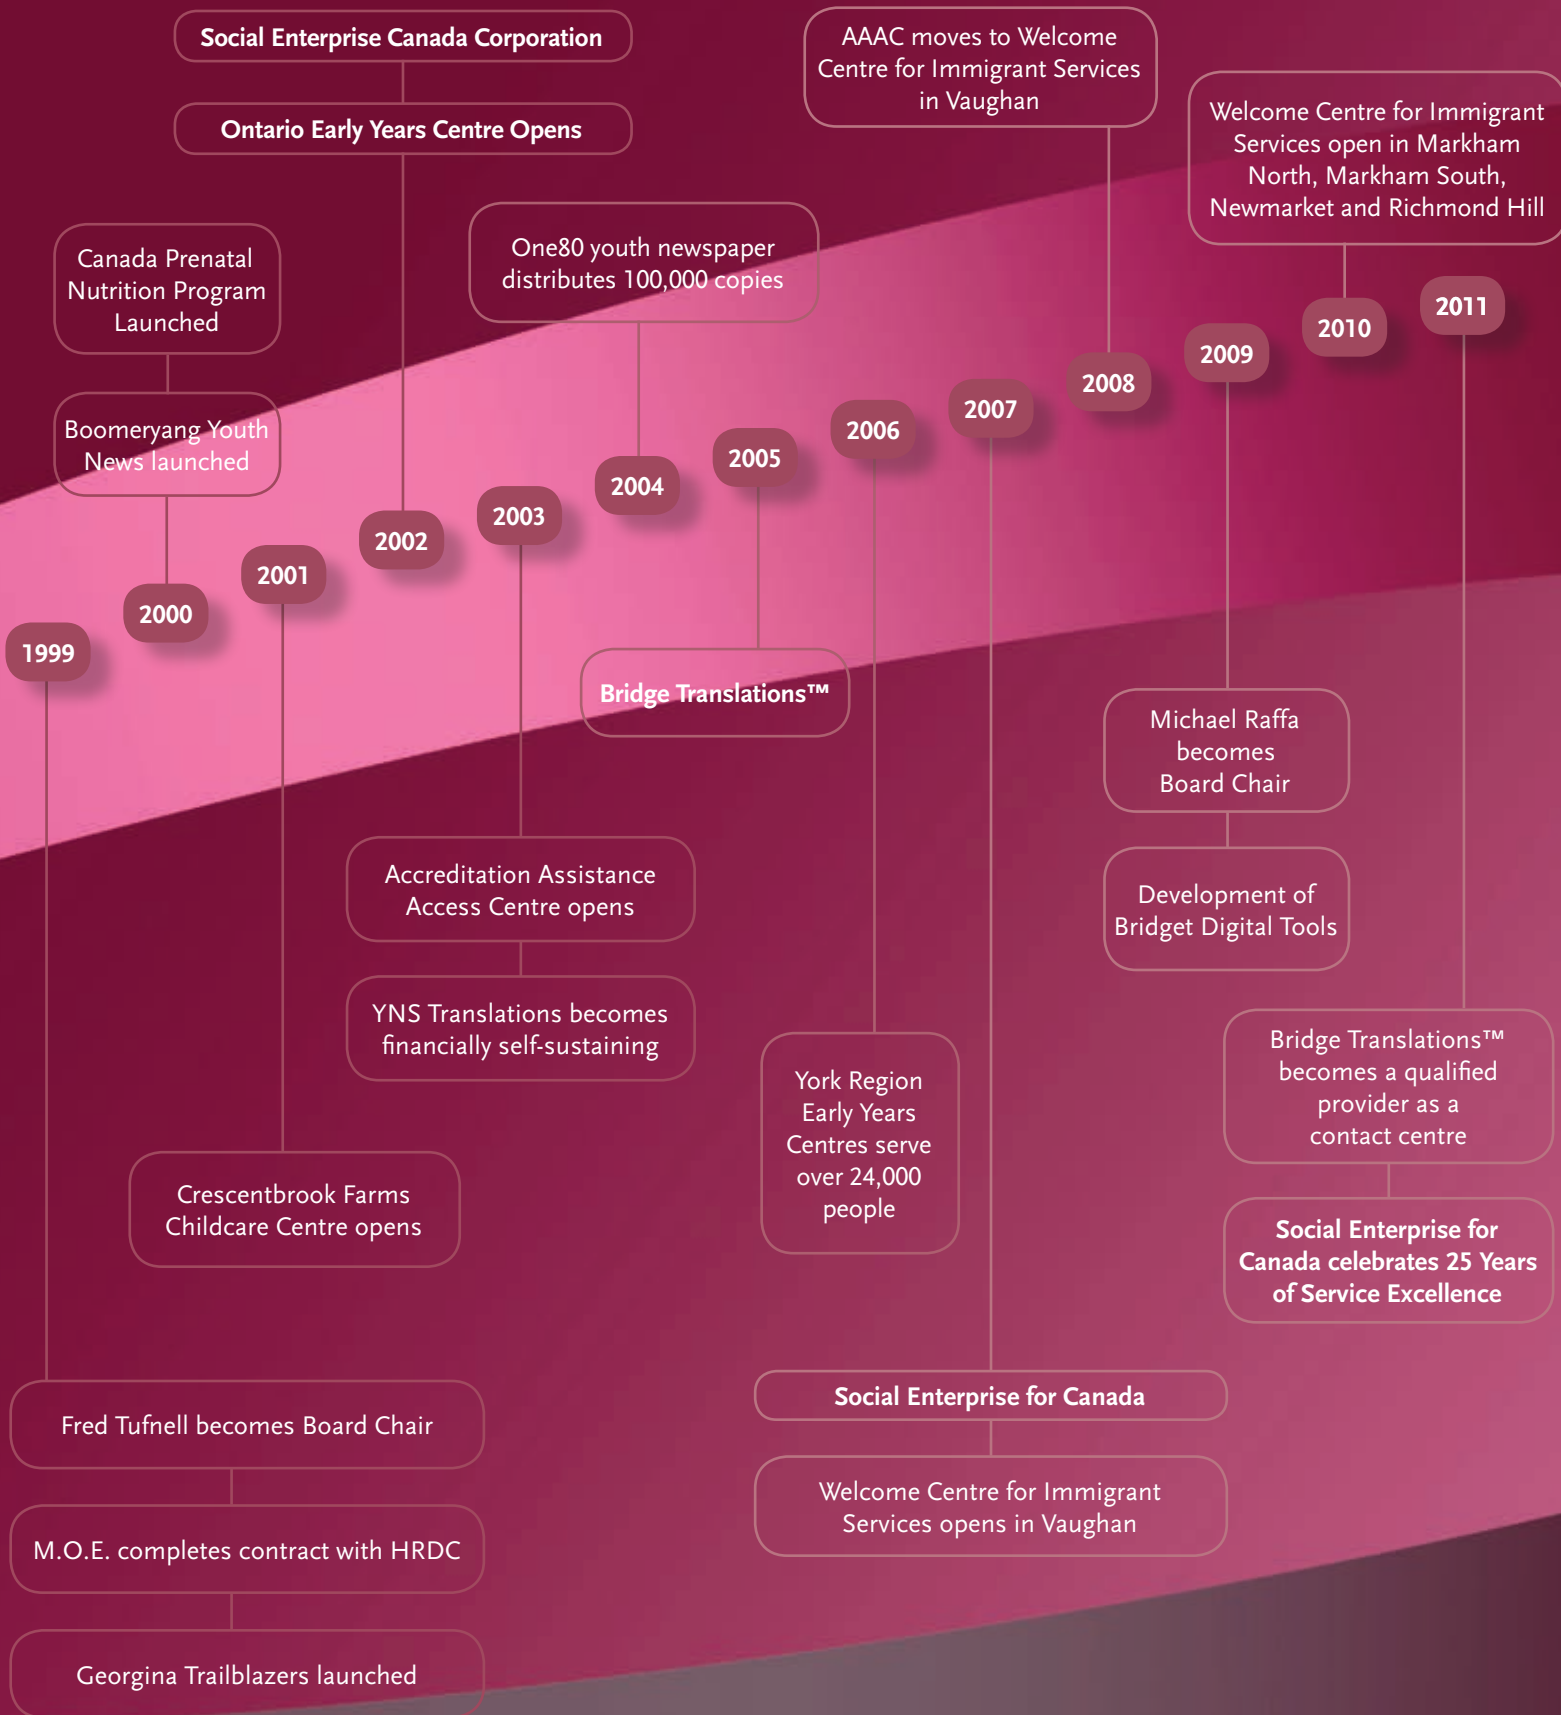 Social Enterprise Canada Corporation
Ontario Early Years Centre Opens
AAAC moves to Welcome
Centre for Immigrant Services
in Vaughan
Welcome Centre for Immigrant
Services open in Markham
North, Markham South,
Newmarket and Richmond Hill
Canada Prenatal
Nutrition Program
Launched
Boomeryang Youth
News launched
One80 youth newspaper
distributes 100,000 copies
1999
2000
2001
2002
2003
2004
2005
2006
2007
2008
2009
2010
2011
Bridge Translations™
Michael Raffa
becomes
Board Chair
Development of
Bridget Digital Tools
Accreditation Assistance
Access Centre opens
YNS Translations becomes
financially self-sustaining
York Region
Early Years
Centres serve
over 24,000
people
Bridge Translations™
becomes a qualified
provider as a
contact centre
Social Enterprise for
Canada celebrates 25 Years
of Service Excellence
Crescentbrook Farms
Childcare Centre opens
Fred Tufnell becomes Board Chair
M.O.E. completes contract with HRDC
Georgina Trailblazers launched
Social Enterprise for Canada
Welcome Centre for Immigrant
Services opens in Vaughan